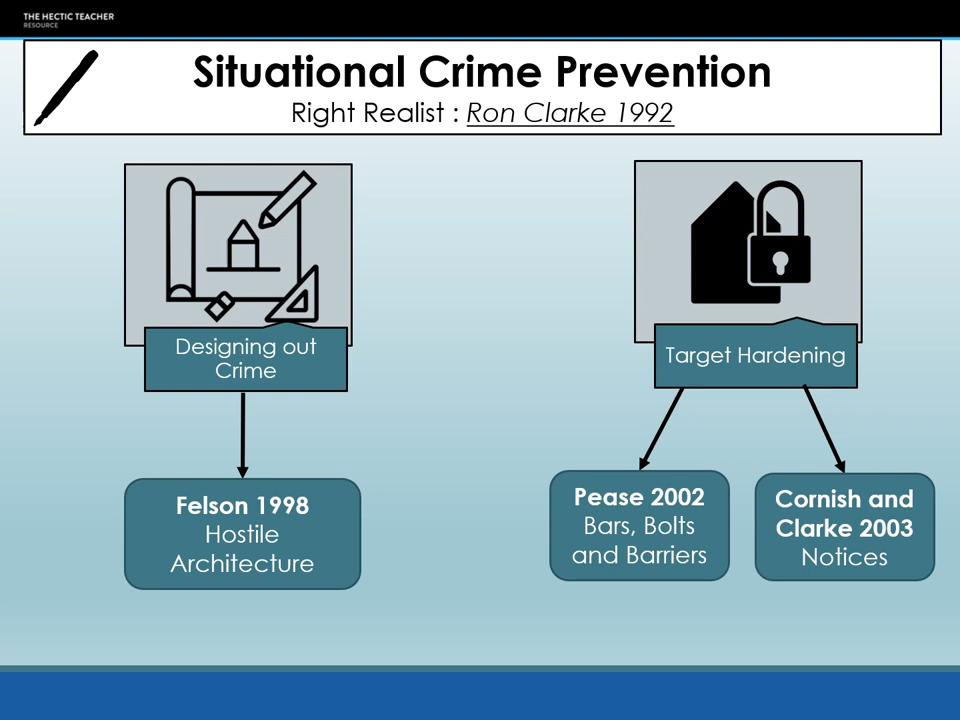 THE HECTIC TEACHER
RESOURCE
Situational Crime Prevention
Right Realist : Ron Clarke 1992
Designing out
Crime
Target Hardening
Felson 1998
Hostile
Architecture
Pease 2002
Bars, Bolts
and Barriers
Cornish and
Clarke 2003
Notices